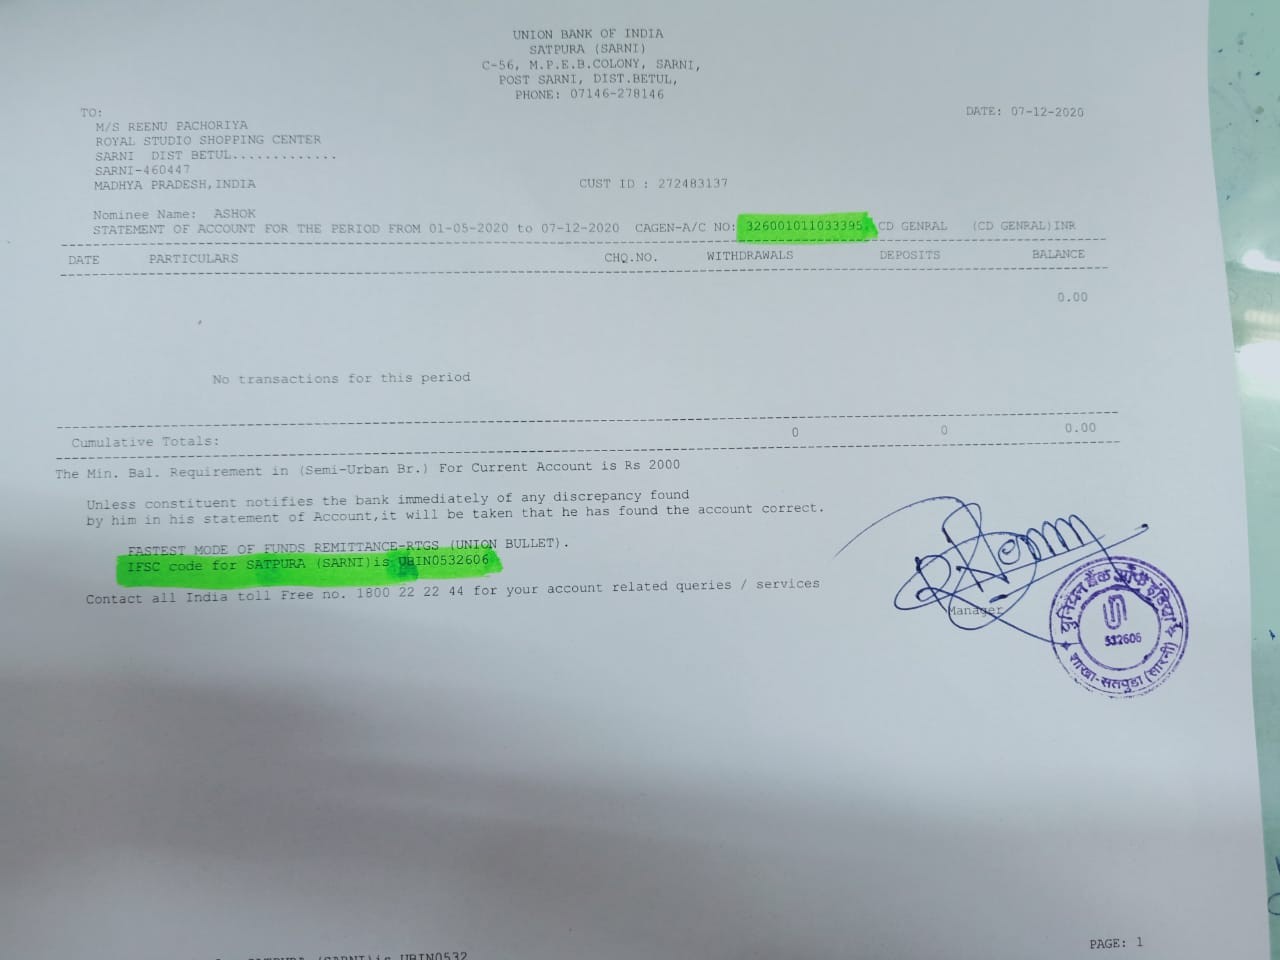 UNION BANK OF INDIA
SATPURA (SARNI)
C-56, M.P.E.B.COLONY, SARNI,
POST SARNI, DIST.BETUL,
PHONE: 07146-278146
TO:
DATE: 07-12-2020
M/S REENU PACHORIYA
ROYAL STUDIO SHOPPING CENTER
SARNI DIST BETUL.............
SARNI-460447
MADHYA PRADESH,INDIA CUST ID : 272483137
Nominee Name: ASHOK
STATEMENT OF ACCOUNT FOR THE PERIOD FROM 01-05-2020 to 07-12-2020 CAGEN-A/C NO: 326001011033395 CD GENRAL (CD GENRAL)INR
DATE PARTICULARS CHQ.NO. WITHDRAWALS DEPOSITS BALANCE
0.00
No transactions for this period
Cumulative Totals: 0 0 0.00
The Min. Bal. Requirement in (Semi-Urban Br.) For Current Account is Rs 2000
Unless constituent notifies the bank immediately of any discrepancy found
by him in his statement of Account,it will be taken that he has found the account correct.
FASTEST MODE OF FUNDS REMITTANCE-RTGS (UNION BULLET).
IFSC code for SATPURA (SARNI)is UBIN0532606
Contact all India toll Free no. 1800 22 22 44 for your account related queries / services
Manager
यूनियन बैंक ऑफ इंडिया
532606
शाखा-सतपुडा (सारनी)
PAGE: 1
SATPURA (SARNI)is UBIN0532